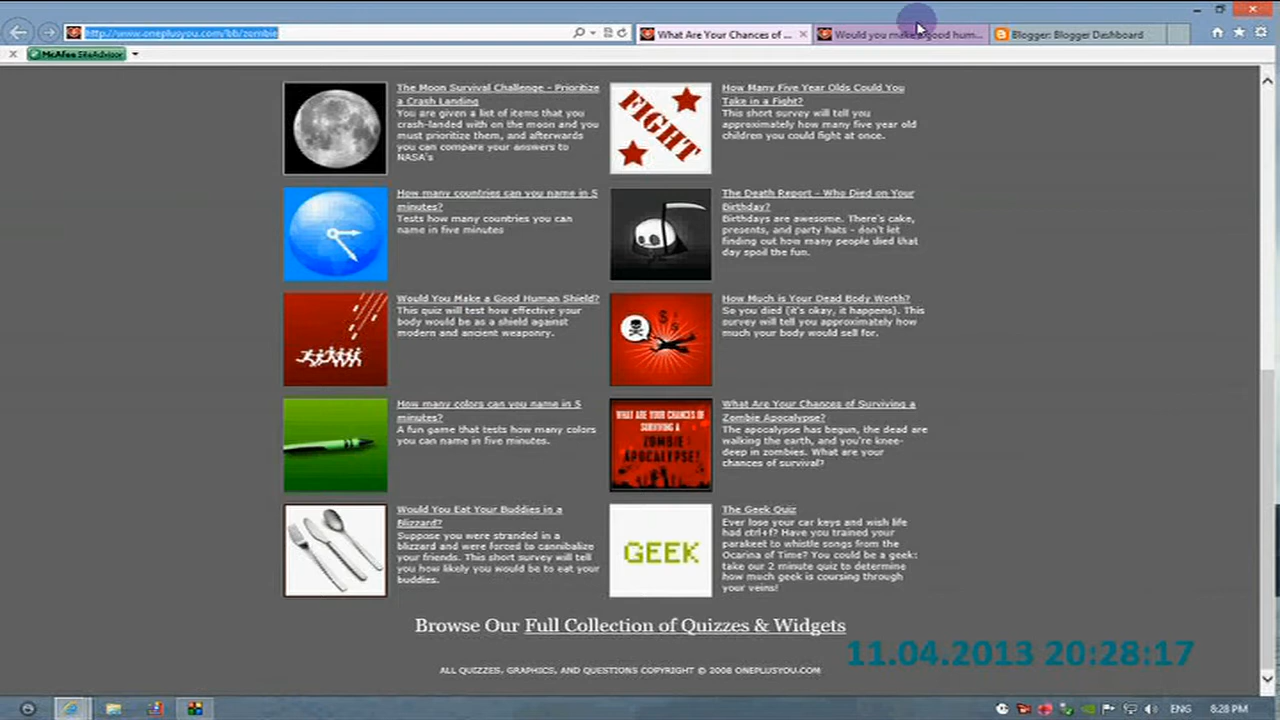 http://www.oneplusyou.com/bb/zombie
What Are Your Chances of ...
Would you make a good hum...
Blogger: Blogger Dashboard
McAfee SiteAdvisor
The Moon Survival Challenge - Prioritize
a Crash Landing
You are given a list of items that you
crash-landed with on the moon and you
must prioritize them, and afterwards
you can compare your answers to
NASA's
FIGHT
How Many Five Year Olds Could You
Take in a Fight?
This short survey will tell you
approximately how many five year old
children you could fight at once.
How many countries can you name in 5
minutes?
Tests how many countries you can
name in five minutes
The Death Report - Who Died on Your
Birthday?
Birthdays are awesome. There's cake,
presents, and party hats - don't let
finding out how many people died that
day spoil the fun.
Would You Make a Good Human Shield?
This quiz will test how effective your
body would be as a shield against
modern and ancient weaponry.
How Much is Your Dead Body Worth?
So you died (it's okay, it happens). This
survey will tell you approximately how
much your body would sell for.
How many colors can you name in 5
minutes?
A fun game that tests how many colors
you can name in five minutes.
WHAT ARE YOUR CHANCES OF
SURVIVING A
ZOMBIE
APOCALYPSE?
What Are Your Chances of Surviving a
Zombie Apocalypse?
The apocalypse has begun, the dead are
walking the earth, and you're knee-
deep in zombies. What are your
chances of survival?
Would You Eat Your Buddies in a
Blizzard?
Suppose you were stranded in a
blizzard and were forced to cannibalize
your friends. This short survey will tell
you how likely you would be to eat your
buddies.
GEEK
The Geek Quiz
Ever lose your car keys and wish life
had ctrl+f? Have you trained your
parakeet to whistle songs from the
Ocarina of Time? You could be a geek:
take our 2 minute quiz to determine
how much geek is coursing through
your veins!
Browse Our Full Collection of Quizzes & Widgets
11.04.2013 20:28:17
ALL QUIZZES, GRAPHICS, AND QUESTIONS COPYRIGHT © 2008 ONEPLUSYOU.COM
ENG
8:28 PM